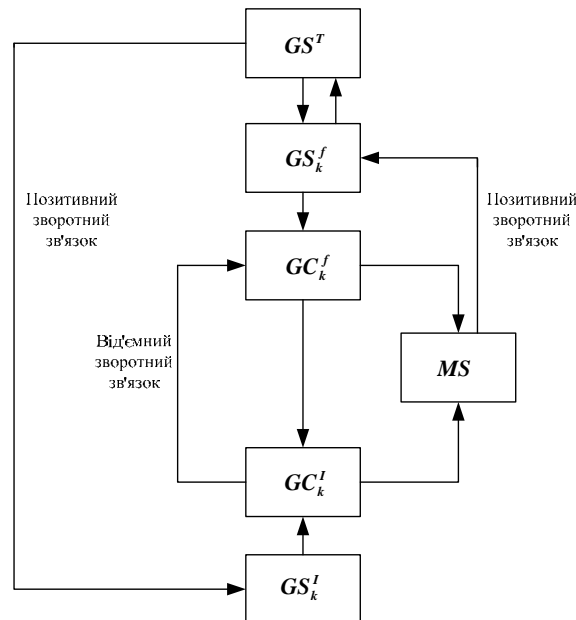 GS^T
GS_k^f
Позитивний
зворотний
зв'язок
Позитивний
зворотний
зв'язок
GC_k^f
Від'ємний
зворотний
зв'язок
MS
GC_k^I
GS_k^I